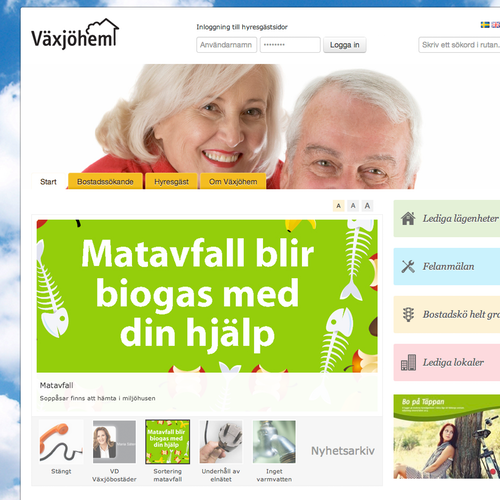 Växjöhem
Inloggning till hyresgästsidor
Användarnamn ******** Logga in
Skriv ett sökord i rutan.
Start Bostadssökande Hyresgäst Om Växjöhem
A A A
Matavfall blir
biogas med
din hjälp
Lediga lägenheter
Felanmälan
Bostadskö helt gra
Lediga lokaler
Matavfall
Soppåsar finns att hämta i miljöhusen
Bo på Täppan
Matavfall blir
biogas med
din hjälp
Stängt
VD
Växjöbostäder
Sortering
matavfall
Underhåll av
elnätet
Inget
varmvatten
Nyhetsarkiv